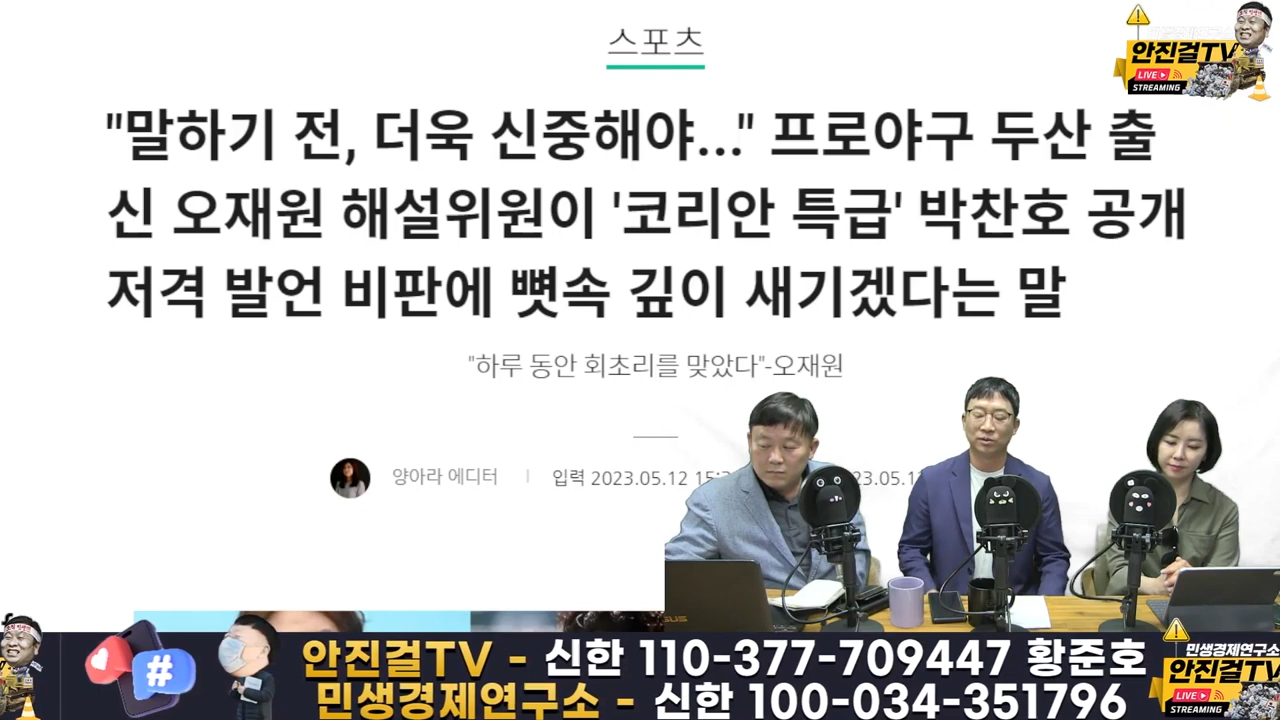 스포츠
안진걸TV
LIVE
STREAMING
"말하기 전, 더욱 신중해야..." 프로야구 두산 출
신 오재원 해설위원이 '코리안 특급' 박찬호 공개
저격 발언 비판에 뼛속 깊이 새기겠다는 말
"하루 동안 회초리를 맞았다"-오재원
양아라 에디터 | 입력 2023.05.12
안진걸TV - 신한 110-377-709447 황준호
민생경제연구소 - 신한 100-034-351796
#
민생경제연구소
안진걸TV
LIVE
STREAMING